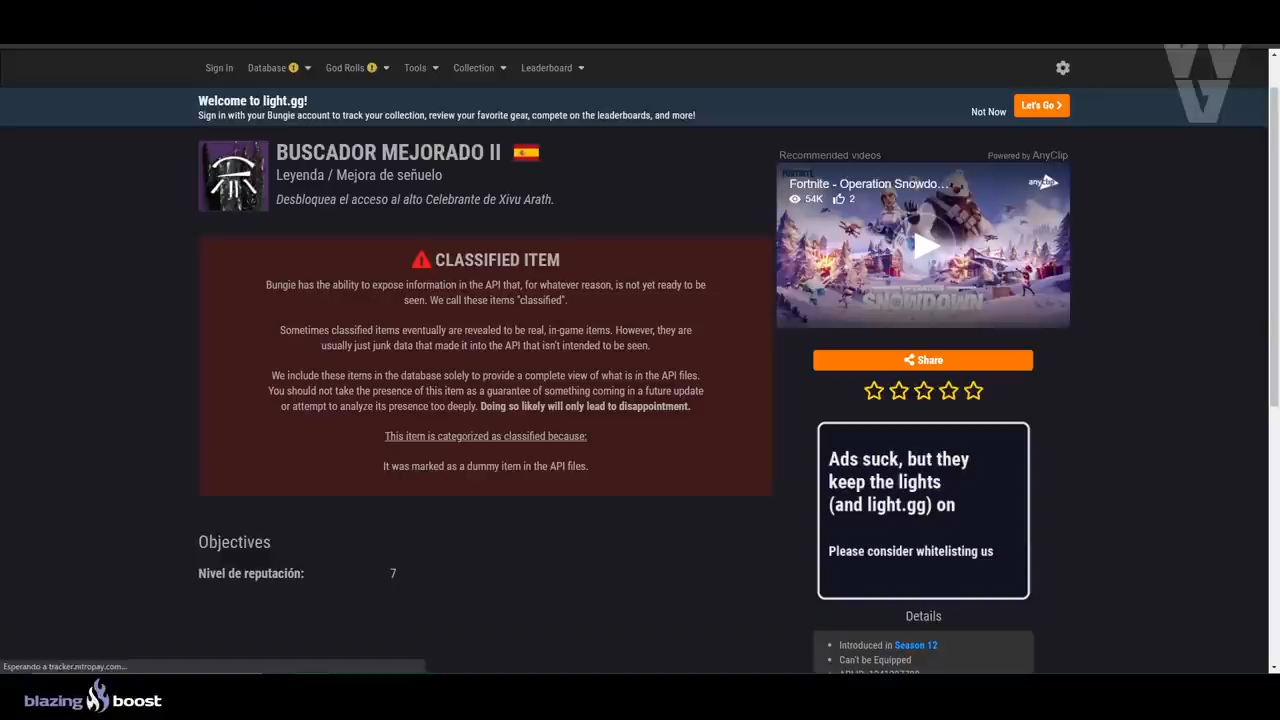 Sign In Database God Rolls Tools Collection Leaderboard
Welcome to light.gg!
Sign in with your Bungie account to track your collection, review your favorite gear, compete on the leaderboards, and more!
Not Now
Let's Go
BUSCADOR MEJORADO II
Leyenda / Mejora de señuelo
Desbloquea el acceso al alto Celebrante de Xivu Arath.
Recommended videos
Powered by AnyClip
Fortnite - Operation Snowdo…
54K 2
anyclip
SNOWDOWN
CLASSIFIED ITEM
Bungie has the ability to expose information in the API that, for whatever reason, is not yet ready to be
seen. We call these items "classified".
Sometimes classified items eventually are revealed to be real, in-game items. However, they are
usually just junk data that made it into the API that isn't intended to be seen.
We include these items in the database solely to provide a complete view of what is in the API files.
You should not take the presence of this item as a guarantee of something coming in a future update
or attempt to analyze its presence too deeply. Doing so likely will only lead to disappointment.
This item is categorized as classified because:
It was marked as a dummy item in the API files.
Share
Ads suck, but they
keep the lights
(and light.gg) on
Please consider whitelisting us
Objectives
Nivel de reputación: 7
Details
Introduced in Season 12
Can't be Equipped
Esperando a tracker.mtropay.com...
blazing boost